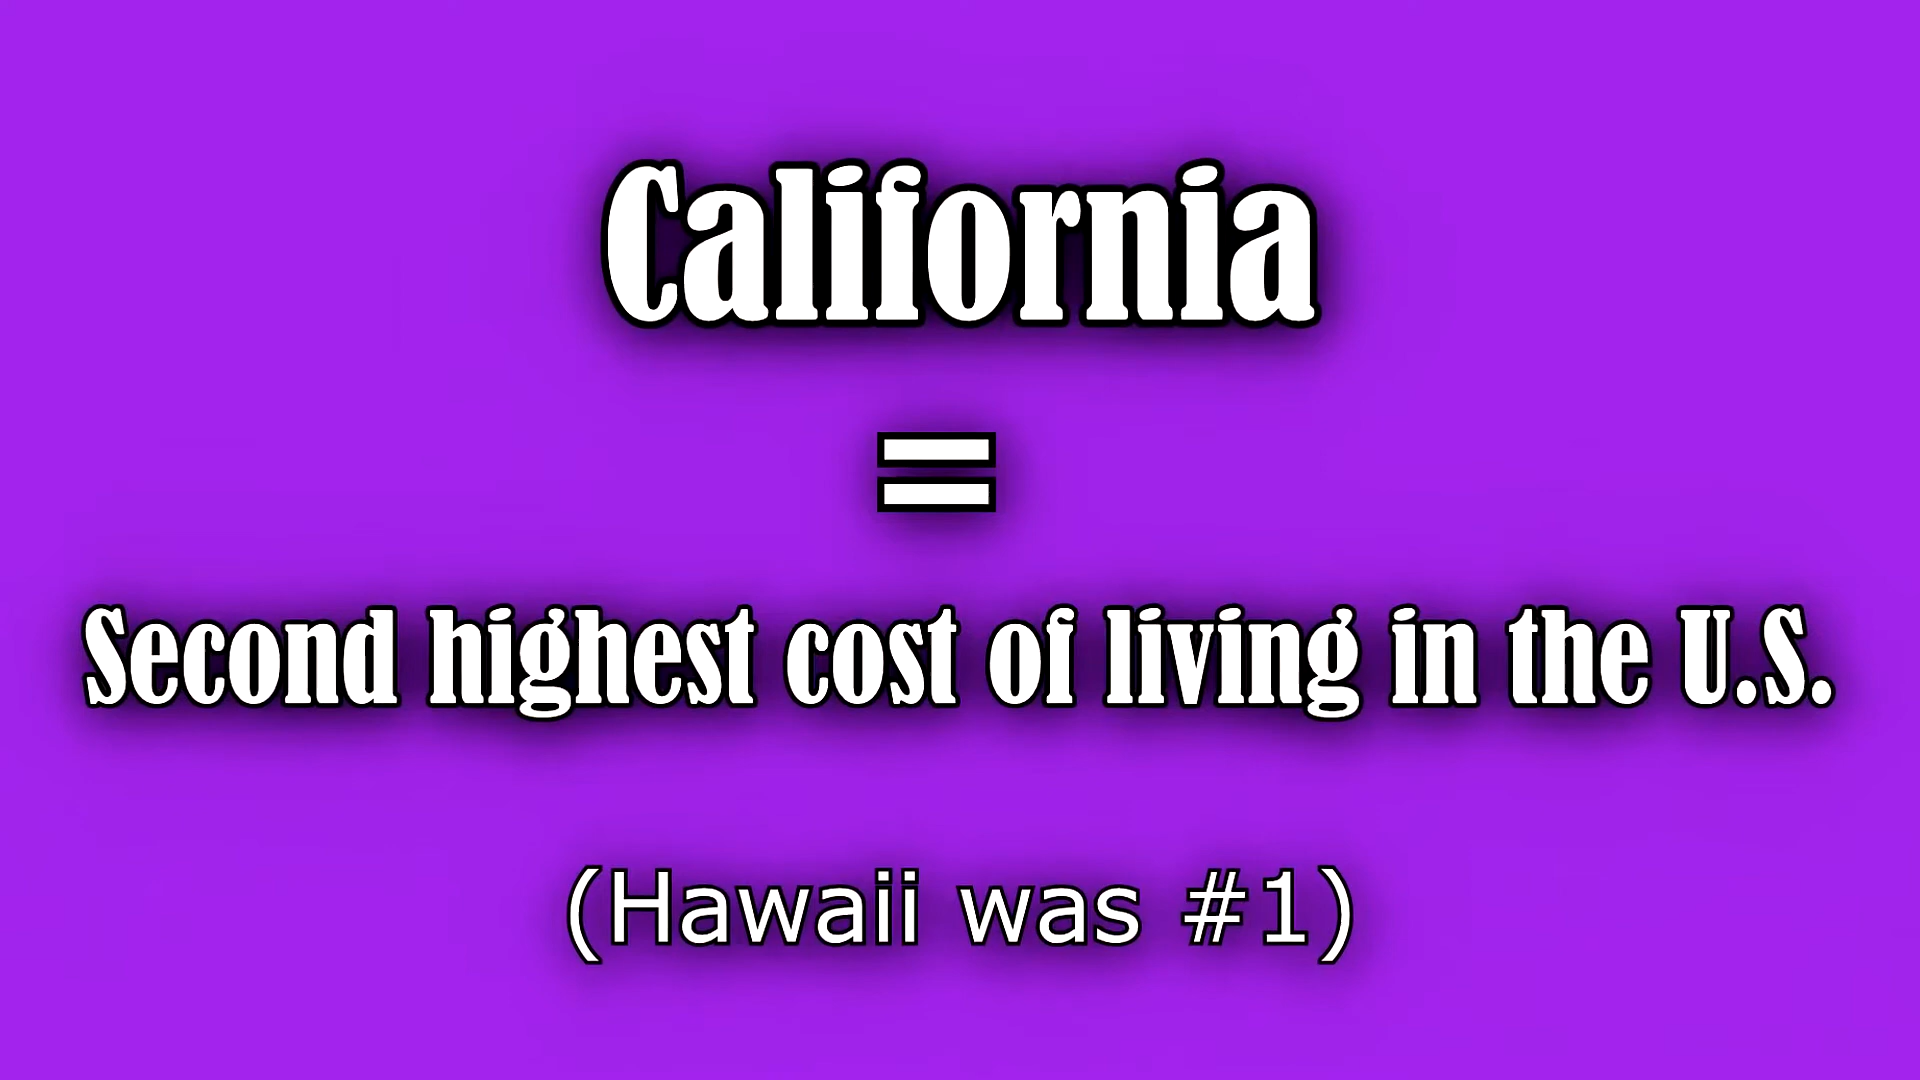 California
=
Second highest cost of living in the U.S.
(Hawaii was #1)